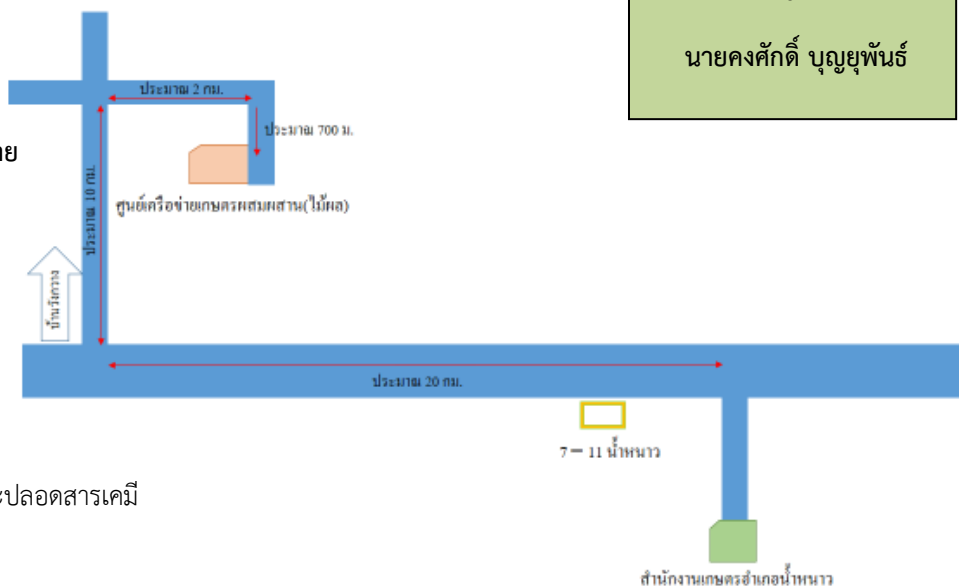 นายคงศักดิ์ บุญยุพันธ์
ประมาณ 2 กม.
ประมาณ 700 ม.
ศูนย์เครือข่ายเกษตรผสมผสาน(ไม้ผล)
ประมาณ 10 กม.
บ้านวังกวาง
ประมาณ 20 กม.
7 – 11 น้ำหนาว
ะปลอดสารเคมี
สำนักงานเกษตรอำเภอน้ำหนาว